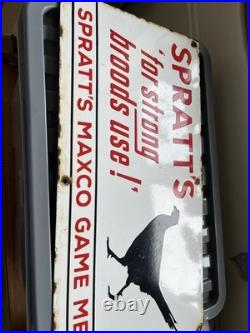 SPRATT'S
'for strong
broods use!'
SPRATT'S MAXCO GAME ME